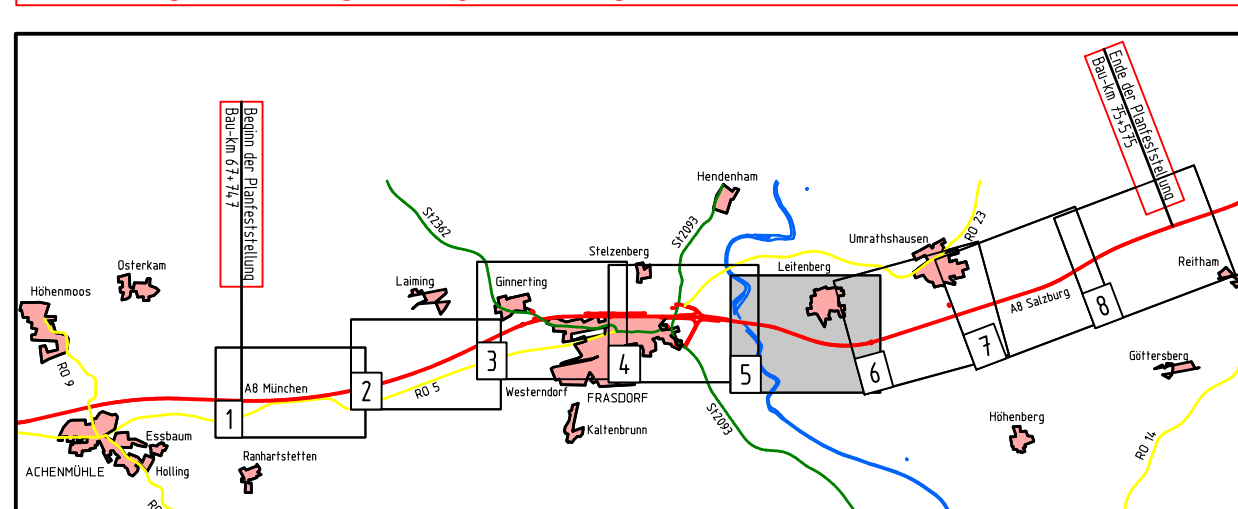 Beginn der Planfeststellung
Bau-km 67+747
Ende der Planfeststellung
Bau-km 75+575
Hendenham
St2362
St2093
RO 23
Umrathshausen
Stelzenberg
Leitenberg
Osterkam
Laiming
Ginnerting
Reitham
Höhenmoos
A8 Salzburg
8
7
6
5
4
3
2
1
RO 9
A8 München
RO 5
Westerndorf
FRASDORF
Göttersberg
Kaltenbrunn
St2093
Höhenberg
RO 14
Essbaum
Ranhartstetten
ACHENMÜHLE
Holling